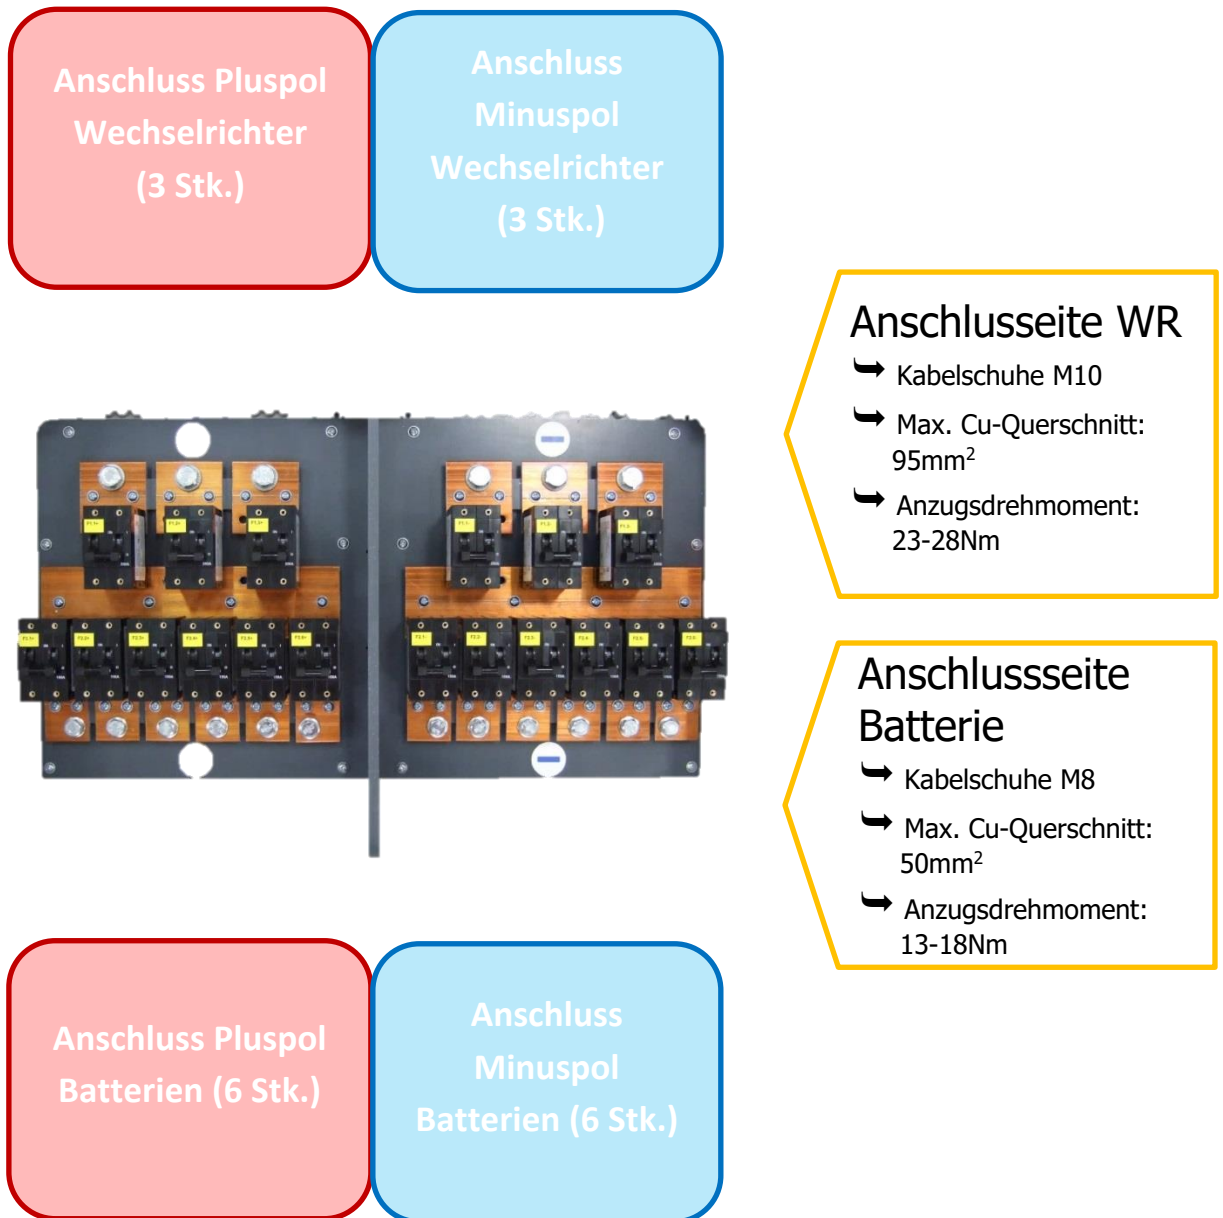 Anschluss Pluspol
Wechselrichter
(3 Stk.)
Anschluss
Minuspol
Wechselrichter
(3 Stk.)
Anschlusseite WR
Kabelschuhe M10
Max. Cu-Querschnitt:
95mm²
Anzugsdrehmoment:
23-28Nm
Anschlussseite
Batterie
Kabelschuhe M8
Max. Cu-Querschnitt:
50mm²
Anzugsdrehmoment:
13-18Nm
Anschluss Pluspol
Batterien (6 Stk.)
Anschluss
Minuspol
Batterien (6 Stk.)